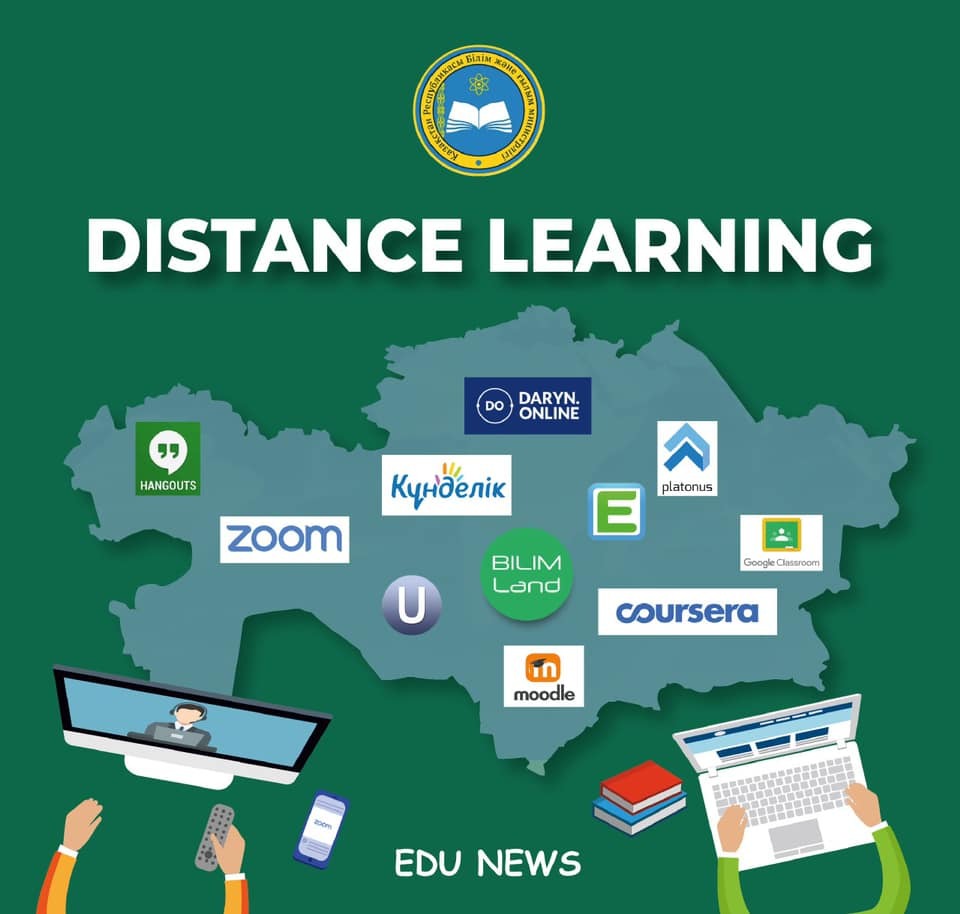 Қазақстан Республикасы Білім және ғылым министрлігі
DISTANCE LEARNING
DO
DARYN.
ONLINE
HANGOUTS
Күнделік
platonus
E
zoom
Google Classroom
BILIM
Land
U
coursera
moodle
zoom
EDU NEWS